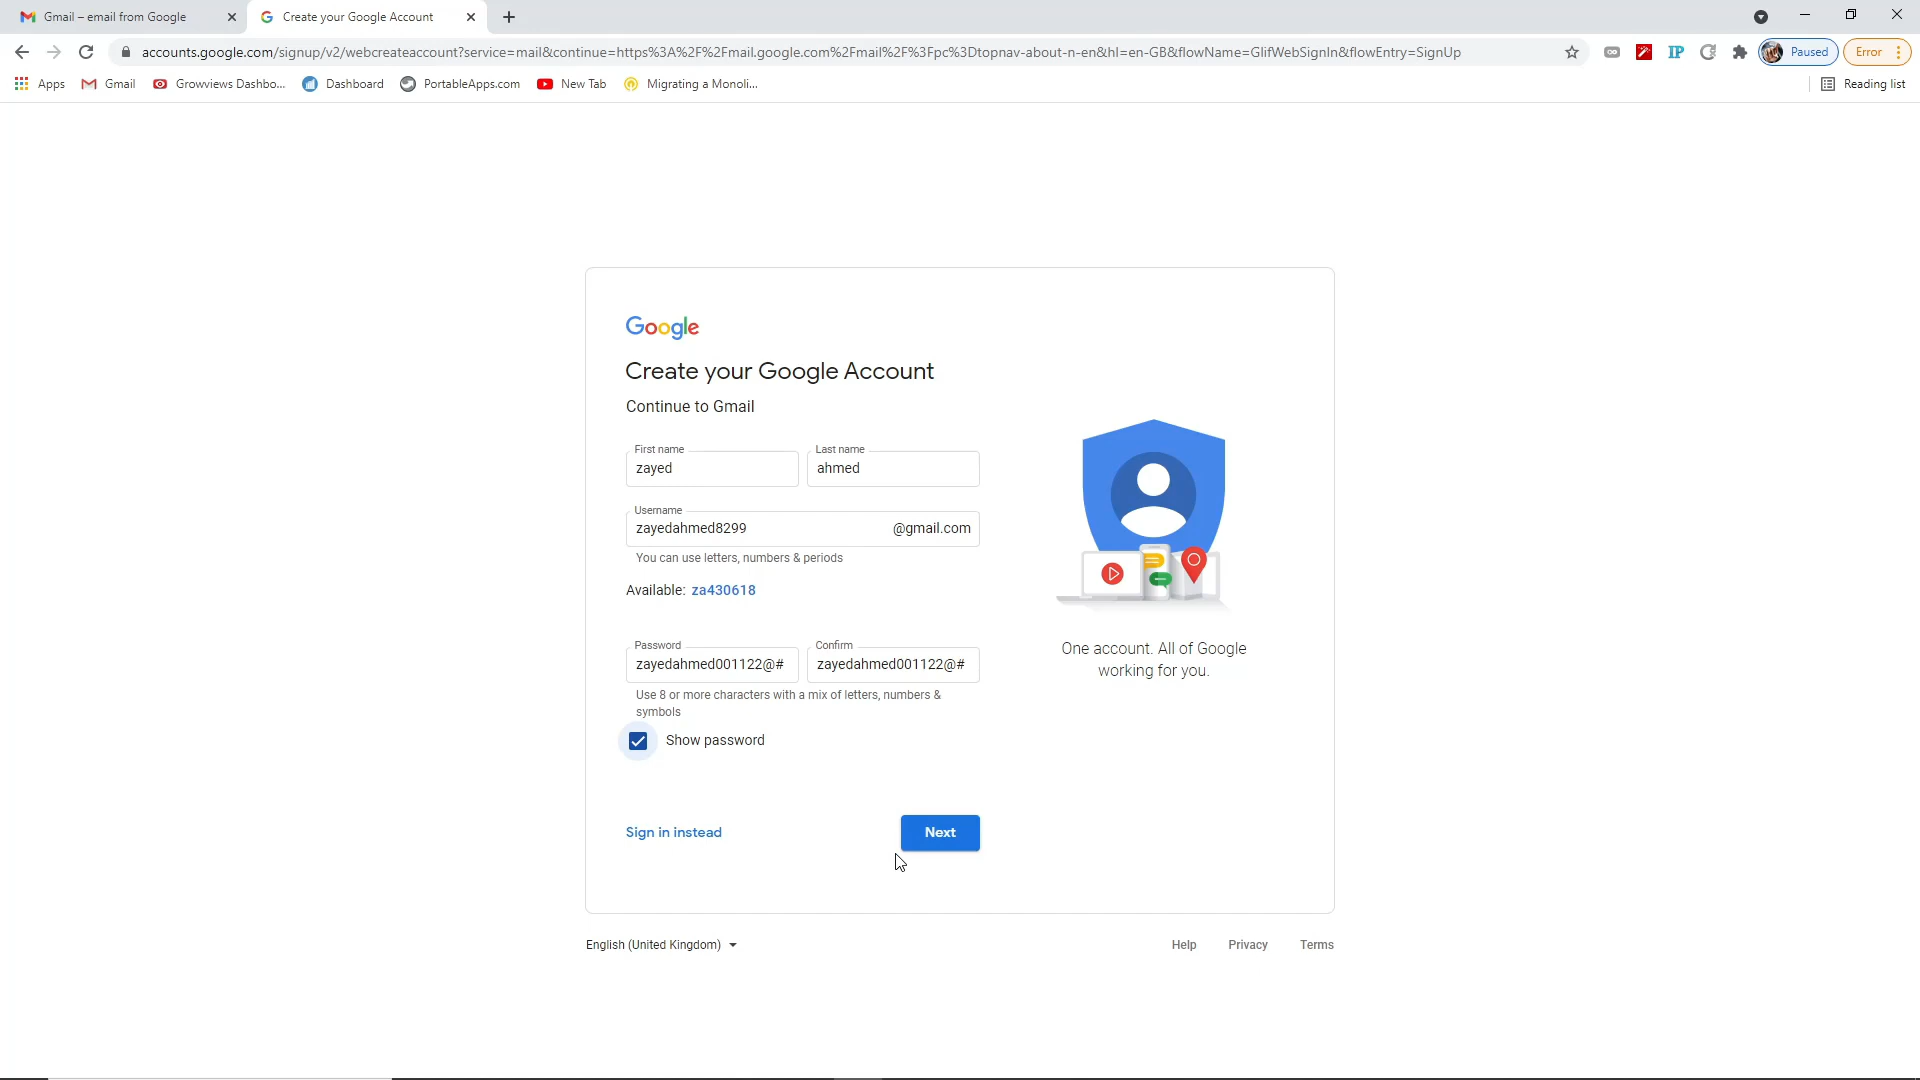 Gmail – email from Google
Create your Google Account
accounts.google.com/signup/v2/webcreateaccount?service=mail&continue=https%3A%2F%2Fmail.google.com%2Fmail%2F%3Fpc%3Dtopnav-about-n-en&hl=en-GB&flowName=GlifWebSignIn&flowEntry=SignUp
IP
Paused
Error
Apps
Gmail
Growviews Dashbo...
Dashboard
PortableApps.com
New Tab
Migrating a Monoli...
Reading list
Google
Create your Google Account
Continue to Gmail
First name
Last name
zayed
ahmed
Username
zayedahmed8299 @gmail.com
You can use letters, numbers & periods
Available: za430618
Password
Confirm
zayedahmed001122@#
zayedahmed001122@#
Use 8 or more characters with a mix of letters, numbers &
symbols
Show password
Sign in instead
Next
One account. All of Google
working for you.
English (United Kingdom)
Help
Privacy
Terms